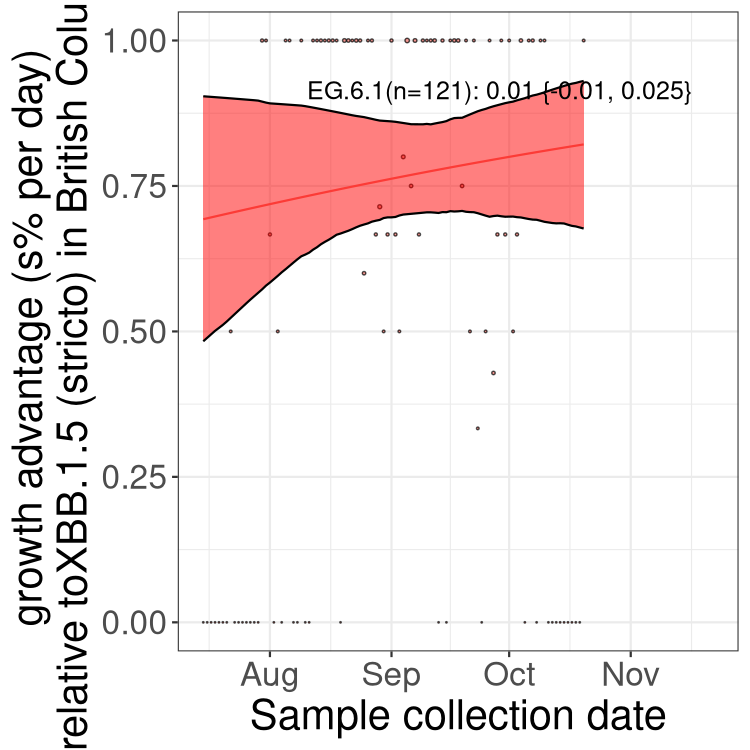 growth advantage (s% per day)
relative toXBB.1.5 (stricto) in British Colu
1.00
0.75
0.50
0.25
0.00
EG.6.1(n=121): 0.01 {-0.01, 0.025}
Aug Sep Oct Nov
Sample collection date